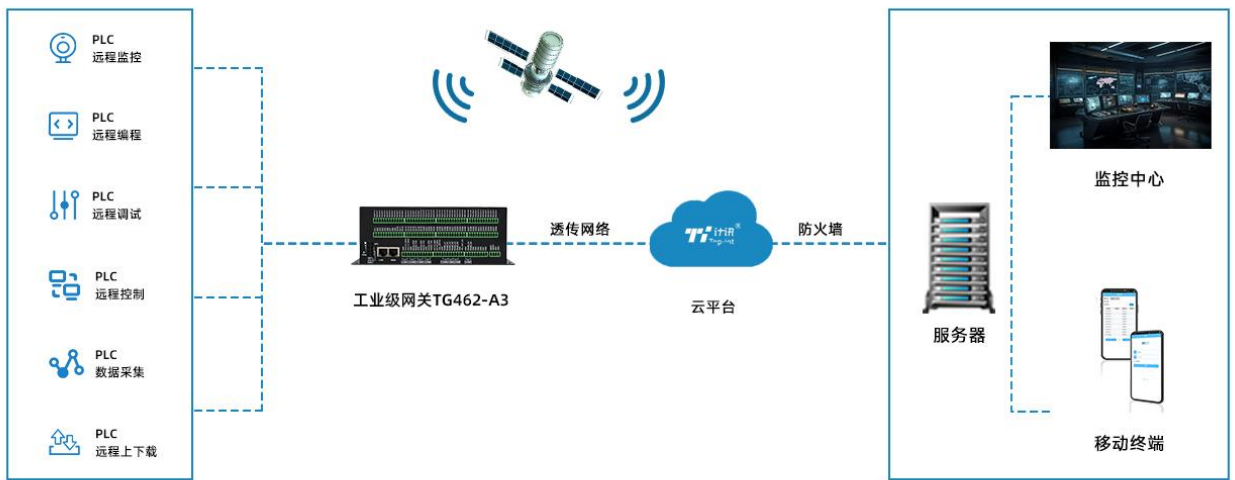 PLC
远程监控
PLC
远程编程
PLC
远程调试
PLC
远程控制
PLC
数据采集
PLC
远程上下载
工业级网关TG462-A3
透传网络
云平台
防火墙
服务器
监控中心
移动终端